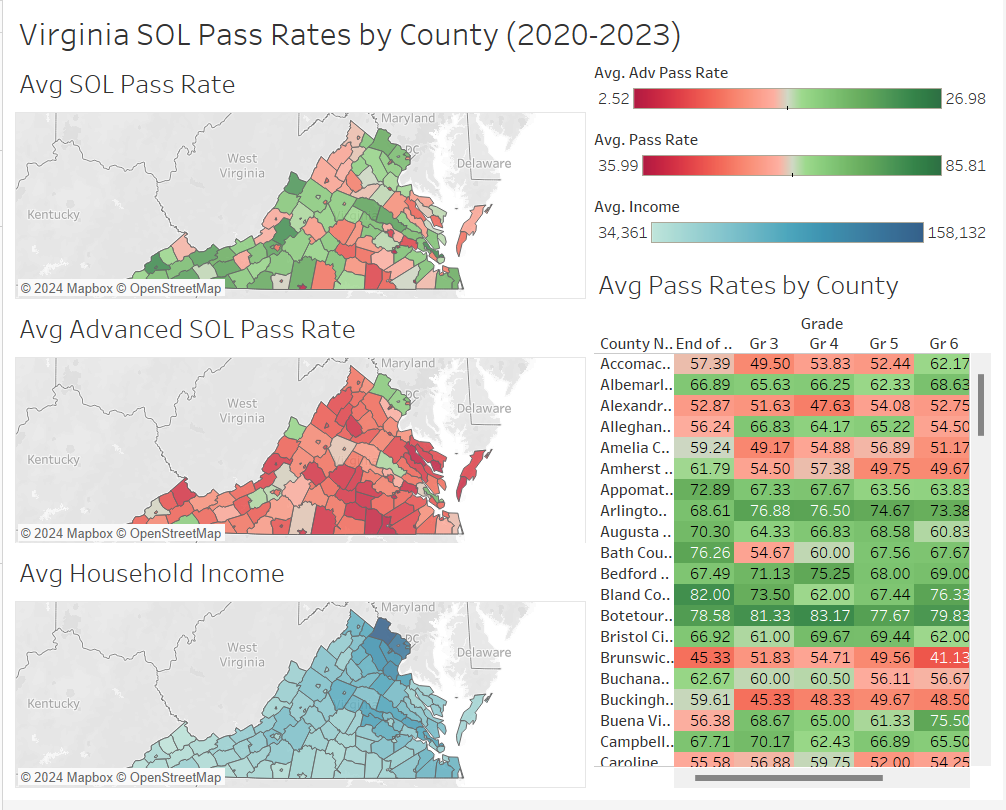 Virginia SOL Pass Rates by County (2020-2023)
Avg SOL Pass Rate
Maryland
DC
West
Virginia
Delaware
Kentucky
© 2024 Mapbox © OpenStreetMap
Avg Advanced SOL Pass Rate
Maryland
DC
West
Virginia
Delaware
Kentucky
© 2024 Mapbox © OpenStreetMap
Avg Household Income
Maryland
DC
West
Virginia
Delaware
Kentucky
© 2024 Mapbox © OpenStreetMap
Avg. Adv Pass Rate
2.52 26.98
Avg. Pass Rate
35.99 85.81
Avg. Income
34,361 158,132
Avg Pass Rates by County
Grade
County N.. End of .. Gr 3 Gr 4 Gr 5 Gr 6
Accomac.. 57.39 49.50 53.83 52.44 62.17
Albemarl.. 66.89 65.63 66.25 62.33 68.63
Alexandr.. 52.87 51.63 47.63 54.08 52.75
Alleghan.. 56.24 66.83 64.17 65.22 54.50
Amelia C.. 59.24 49.17 54.88 56.89 51.17
Amherst .. 61.79 54.50 57.38 49.75 49.67
Appomat.. 72.89 67.33 67.67 63.56 63.83
Arlingto.. 68.61 76.88 76.50 74.67 73.38
Augusta .. 70.30 64.33 66.83 68.58 60.83
Bath Cou.. 76.26 54.67 60.00 67.56 67.67
Bedford .. 67.49 71.13 75.25 68.00 69.00
Bland Co.. 82.00 73.50 62.00 67.44 76.33
Botetour.. 78.58 81.33 83.17 77.67 79.83
Bristol Ci.. 66.92 61.00 69.67 69.44 62.00
Brunswic.. 45.33 51.83 54.71 49.56 41.13
Buchana.. 62.67 60.00 60.50 56.11 56.67
Buckingh.. 59.61 45.33 48.33 49.67 48.50
Buena Vi.. 56.38 68.67 65.00 61.33 75.50
Campbell.. 67.71 70.17 62.43 66.89 65.50
Caroline 55.58 56.88 59.75 52.00 54.25